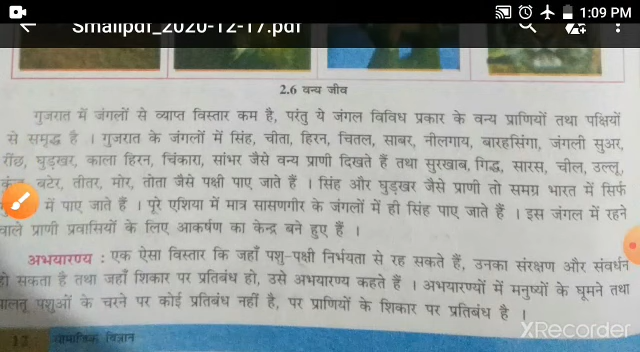 1:09 PM
Smallpdf_2020-12-17.pdf
2.6 वन्य जीव
गुजरात में जंगलों से व्याप्त विस्तार कम है, परंतु ये जंगल विविध प्रकार के वन्य प्राणियों तथा पक्षियों
से समृद्ध है । गुजरात के जंगलों में सिंह, चीता, हिरन, चितल, साबर, नीलगाय, बारहसिंगा, जंगली सुअर,
रींछ, घुड़खर, काला हिरन, चिंकारा, सांभर जैसे वन्य प्राणी दिखते हैं तथा सुरखाब, गिद्ध, सारस, चील, उल्लू,
बटेर, तीतर, मोर, तोता जैसे पक्षी पाए जाते हैं । सिंह और घुड़खर जैसे प्राणी तो समग्र भारत में सिर्फ
में पाए जाते हैं । पूरे एशिया में मात्र सासणगीर के जंगलों में ही सिंह पाए जाते हैं । इस जंगल में रहने
वाले प्राणी प्रवासियों के लिए आकर्षण का केन्द्र बने हुए हैं ।
अभयारण्य : एक ऐसा विस्तार कि जहाँ पशु-पक्षी निर्भयता से रह सकते हैं, उनका संरक्षण और संवर्धन
हो सकता है तथा जहाँ शिकार पर प्रतिबंध हो, उसे अभयारण्य कहते हैं । अभयारण्यों में मनुष्यों के घूमने तथा
पालतू पशुओं के चरने पर कोई प्रतिबंध नहीं है, पर प्राणियों के शिकार पर प्रतिबंध है ।
12 सामाजिक विज्ञान
XRecorder